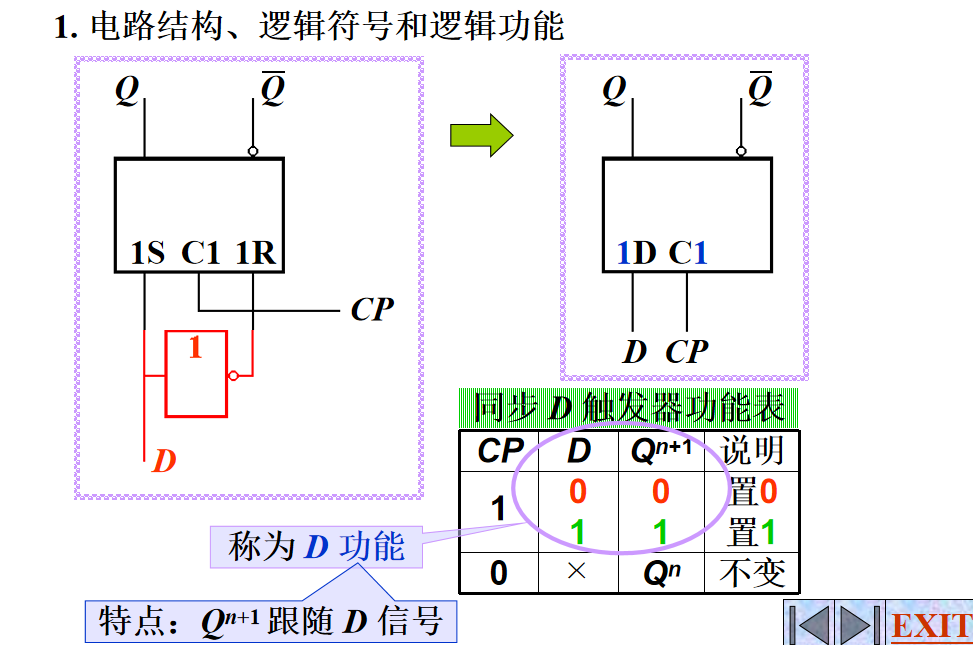 1. 电路结构、逻辑符号和逻辑功能
Q Q̅
1S C1 1R
CP
1
D
Q Q̅
1D C1
D CP
同步 D 触发器功能表
CP D Qⁿ⁺¹ 说明
1 0 0 置0
1 1 置1
0 × Qⁿ 不变
称为 D 功能
特点：Qⁿ⁺¹ 跟随 D 信号
EXIT